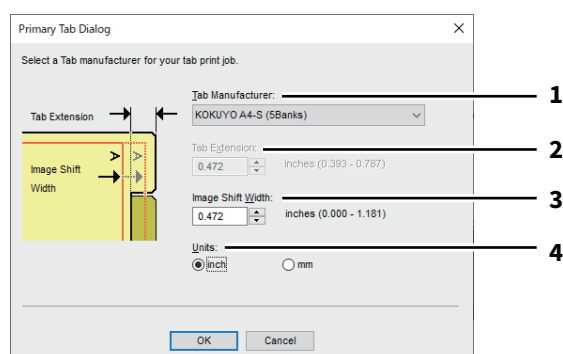 Primary Tab Dialog
Select a Tab manufacturer for your tab print job.
Tab Manufacturer:
1
Tab Extension
KOKUYO A4-S (5Banks)
Tab Extension:
2
0.472
inches (0.393 - 0.787)
A A
Image Shift
Width
Image Shift Width:
3
0.472
inches (0.000 - 1.181)
Units:
4
inch
mm
OK
Cancel